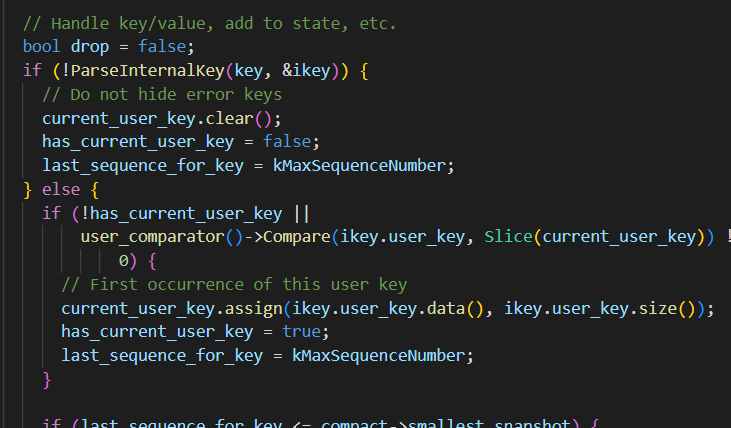 // Handle key/value, add to state, etc.
bool drop = false;
if (!ParseInternalKey(key, &ikey)) {
// Do not hide error keys
current_user_key.clear();
has_current_user_key = false;
last_sequence_for_key = kMaxSequenceNumber;
} else {
if (!has_current_user_key ||
user_comparator()->Compare(ikey.user_key, Slice(current_user_key)) !
0) {
// First occurrence of this user key
current_user_key.assign(ikey.user_key.data(), ikey.user_key.size());
has_current_user_key = true;
last_sequence_for_key = kMaxSequenceNumber;
}
if (last_sequence_for_key <= compact->smallest_snapshot) {